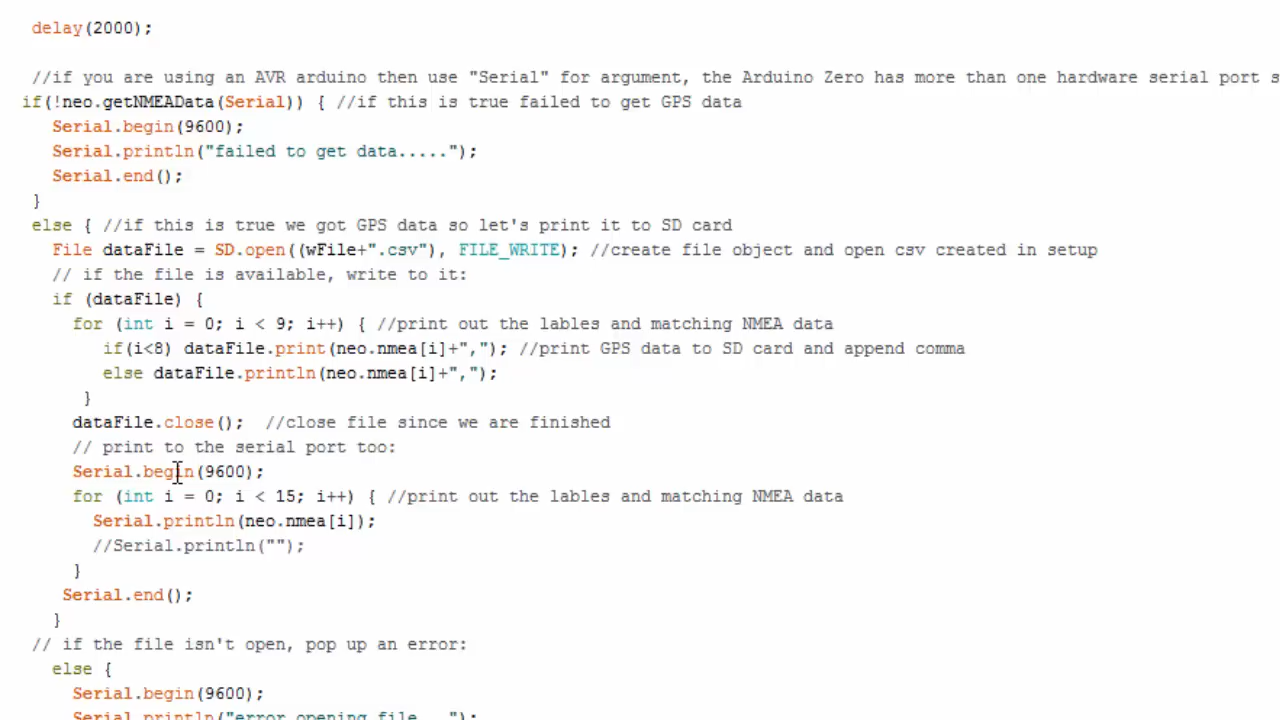 delay(2000);
//if you are using an AVR arduino then use "Serial" for argument, the Arduino Zero has more than one hardware serial port s
if(!neo.getNMEAData(Serial)) { //if this is true failed to get GPS data
Serial.begin(9600);
Serial.println("failed to get data.....");
Serial.end();
}
else { //if this is true we got GPS data so let's print it to SD card
File dataFile = SD.open((wFile+".csv"), FILE_WRITE); //create file object and open csv created in setup
// if the file is available, write to it:
if (dataFile) {
for (int i = 0; i < 9; i++) { //print out the lables and matching NMEA data
if(i<8) dataFile.print(neo.nmea[i]+","); //print GPS data to SD card and append comma
else dataFile.println(neo.nmea[i]+",");
}
dataFile.close();  //close file since we are finished
// print to the serial port too:
Serial.begin(9600);
for (int i = 0; i < 15; i++) { //print out the lables and matching NMEA data
Serial.println(neo.nmea[i]);
//Serial.println("");
}
Serial.end();
}
// if the file isn't open, pop up an error:
else {
Serial.begin(9600);
Serial.println("error opening file...");